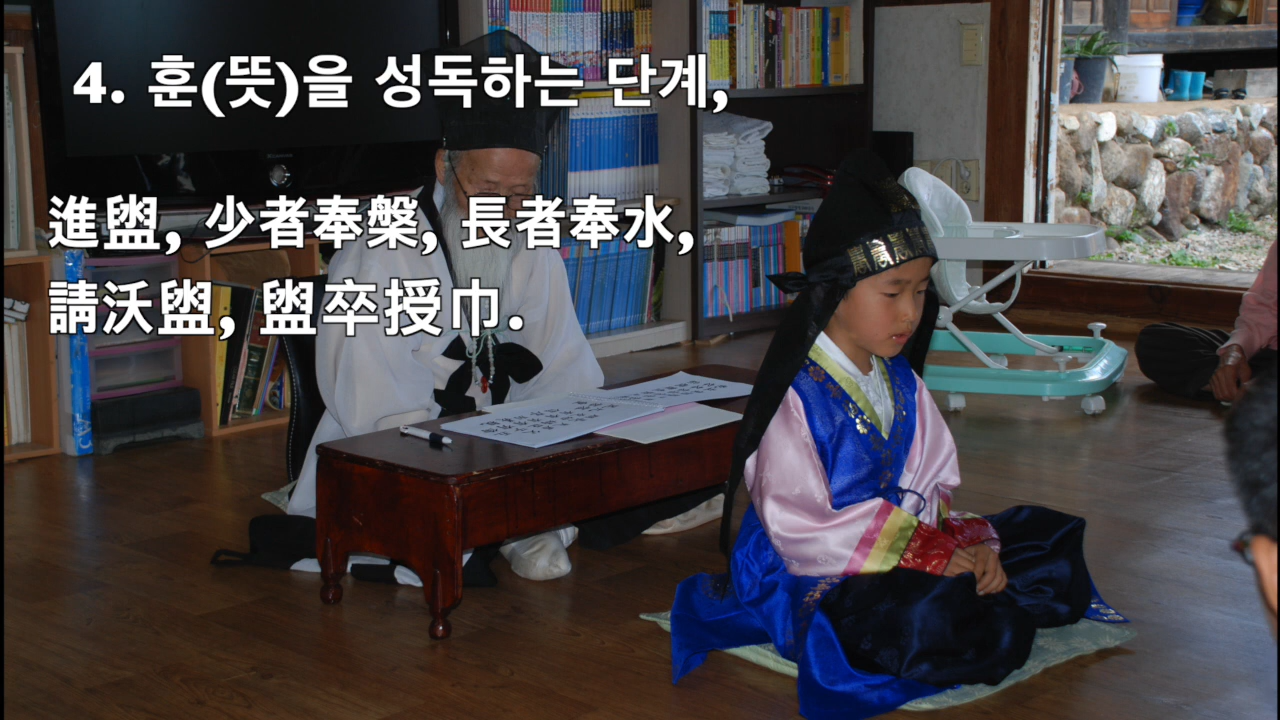 4. 훈(뜻)을 성독하는 단계,
進盥, 少者奉槃, 長者奉水,
請沃盥, 盥卒授巾.